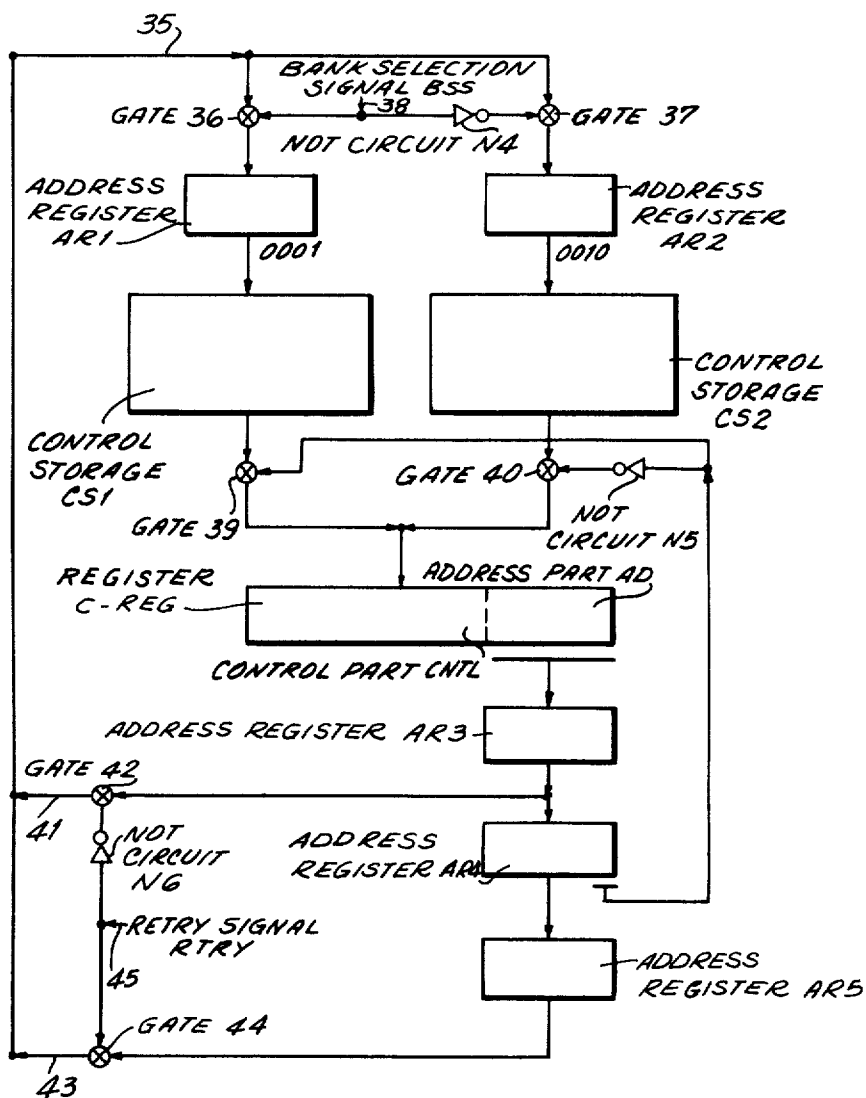 35
BANK SELECTION
SIGNAL BSS
38
GATE 36
GATE 37
NOT CIRCUIT N4
ADDRESS
REGISTER
AR1
ADDRESS
REGISTER
AR2
0001
0010
CONTROL
STORAGE
CS2
CONTROL
STORAGE
CS1
GATE 39
GATE 40
NOT
CIRCUIT N5
REGISTER
C-REG
ADDRESS PART AD
CONTROL PART CNTL
ADDRESS REGISTER AR3
GATE 42
41
NOT
CIRCUIT
N6
ADDRESS
REGISTER AR4
RETRY SIGNAL
RTRY
45
ADDRESS
REGISTER AR5
GATE 44
43